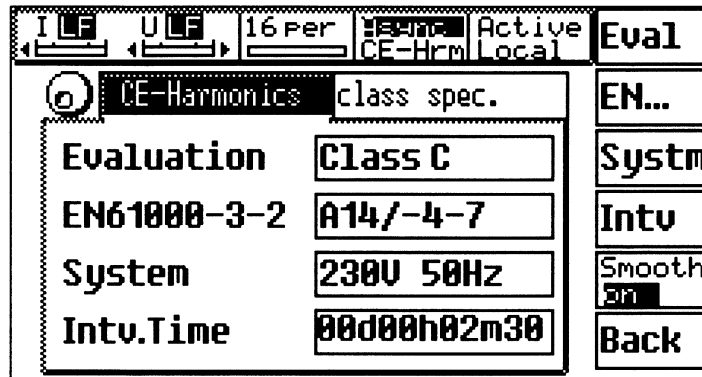 I LF U LF 16 Per Usync Active
CE-Hrm Local
Eval
CE-Harmonics class spec.
EN...
Evaluation Class C
Systm
EN61000-3-2 A14/-4-7
Intv
System 230V 50Hz
Smooth
on
Intv.Time 00d00h02m30
Back